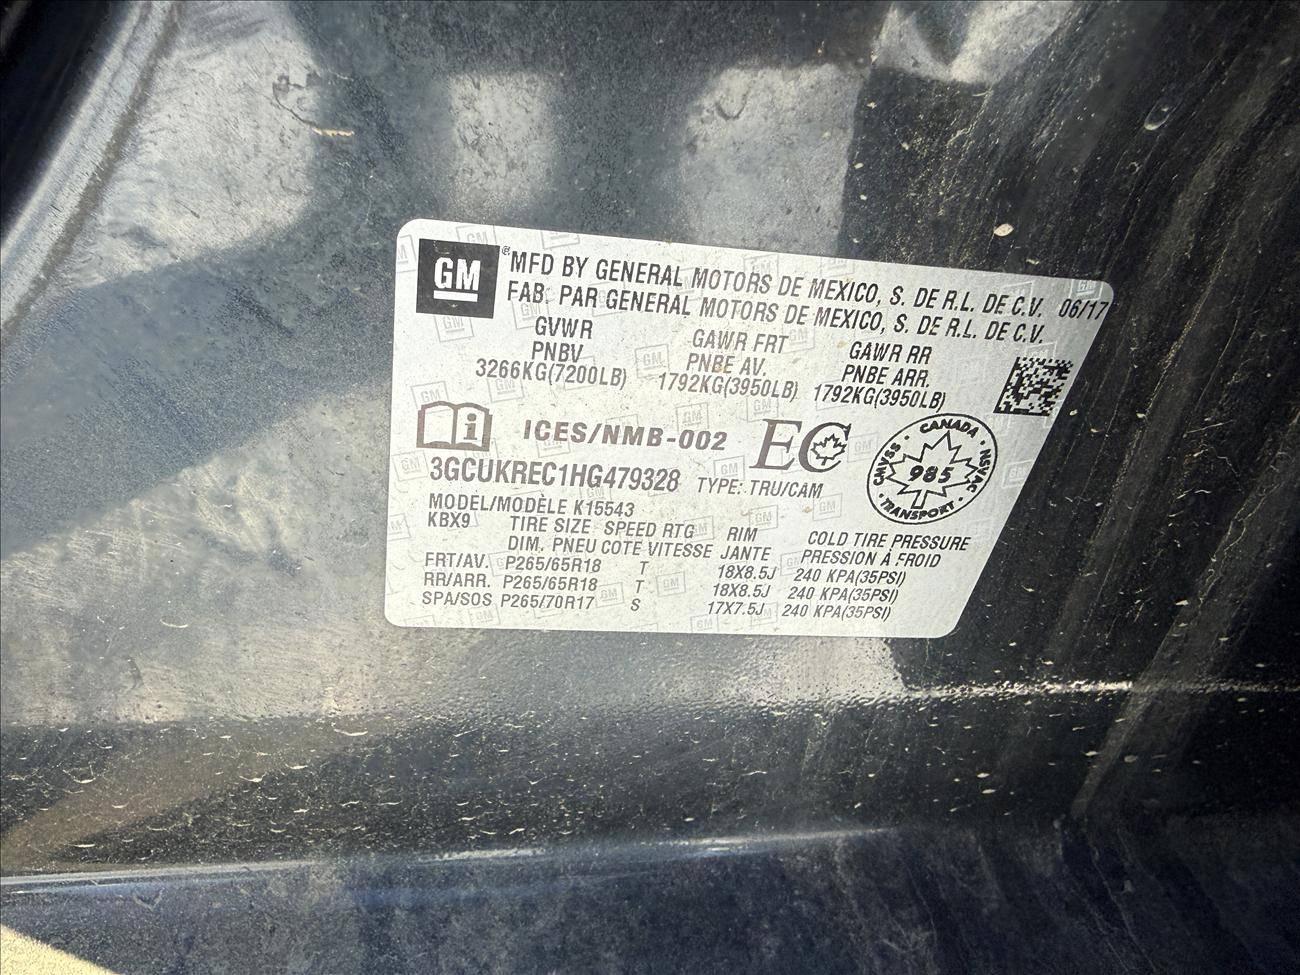 GM
® MFD BY GENERAL MOTORS DE MEXICO, S. DE R.L. DE C.V. 06/17
FAB. PAR GENERAL MOTORS DE MEXICO, S. DE R.L. DE C.V.
GVWR GAWR FRT GAWR RR
PNBV PNBE AV. PNBE ARR.
3266KG(7200LB) 1792KG(3950LB) 1792KG(3950LB)
i ICES/NMB-002 EC
CANADA
CMVSS 985 NSVAC
TRANSPORT
3GCUKREC1HG479328 TYPE: TRU/CAM
MODEL/MODÈLE K15543
KBX9 TIRE SIZE SPEED RTG RIM COLD TIRE PRESSURE
DIM. PNEU COTE VITESSE JANTE PRESSION À FROID
FRT/AV. P265/65R18 T 18X8.5J 240 KPA(35PSI)
RR/ARR. P265/65R18 T 18X8.5J 240 KPA(35PSI)
SPA/SOS P265/70R17 S 17X7.5J 240 KPA(35PSI)